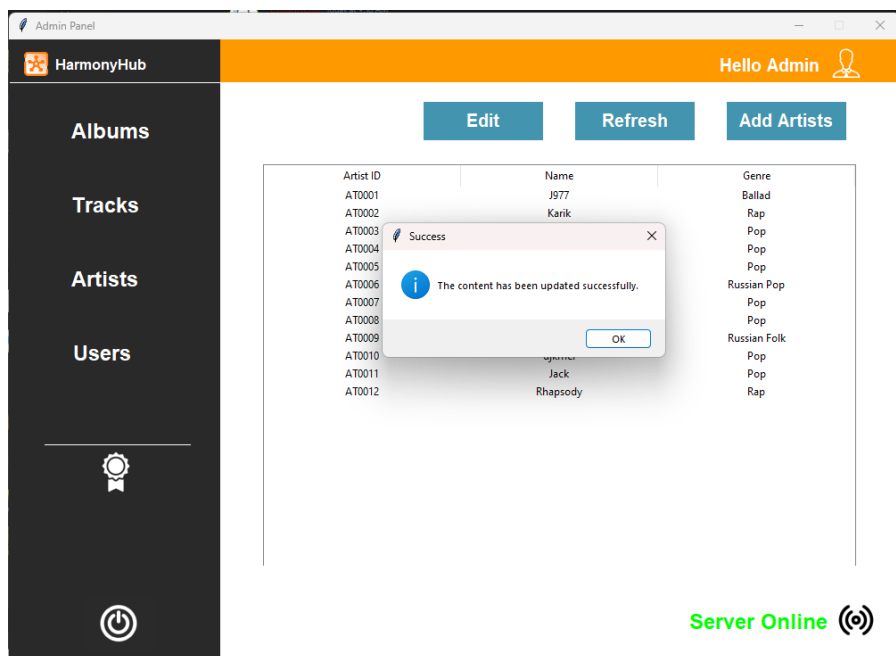 Admin Panel
HarmonyHub
Hello Admin
Albums
Tracks
Artists
Users
Edit
Refresh
Add Artists
Artist ID Name Genre
AT0001 J977 Ballad
AT0002 Karik Rap
AT0003 Pop
AT0004 Pop
AT0005 Pop
AT0006 Russian Pop
AT0007 Pop
AT0008 Pop
AT0009 Russian Folk
AT0010 Pop
AT0011 Jack Pop
AT0012 Rhapsody Rap
Success
The content has been updated successfully.
OK
Server Online